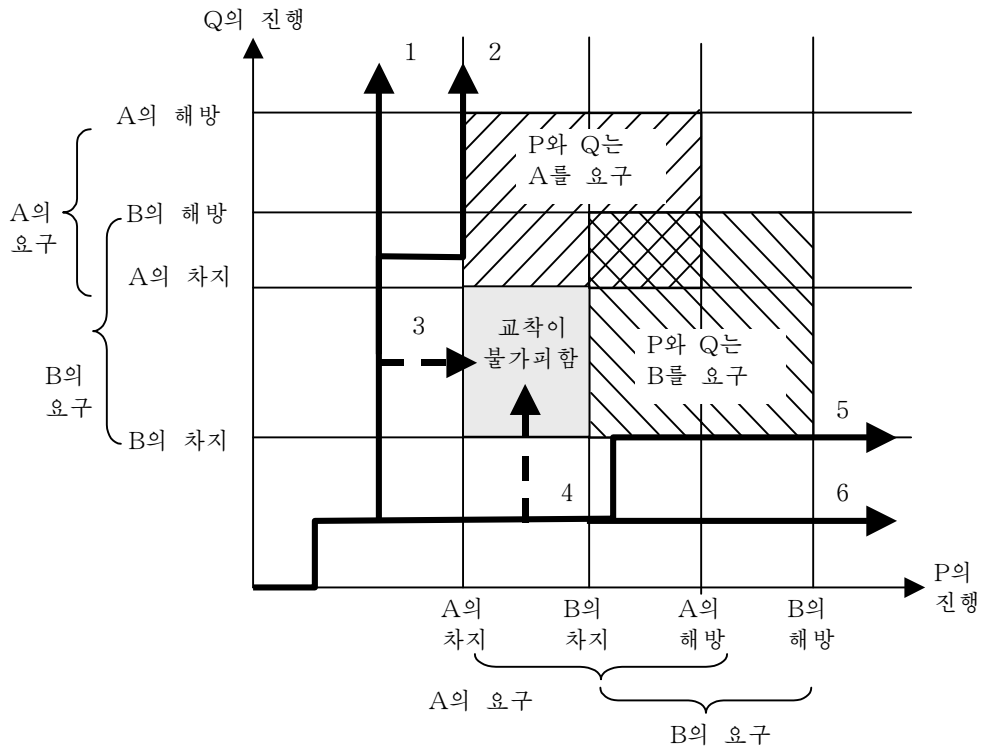 Q의 진행
1
2
A의 해방
P와 Q는
A를 요구
A의
요구
B의 해방
A의 차지
3
교착이
불가피함
P와 Q는
B를 요구
B의
요구
B의 차지
5
4
6
P의
진행
A의
차지
B의
차지
A의
해방
B의
해방
A의 요구
B의 요구